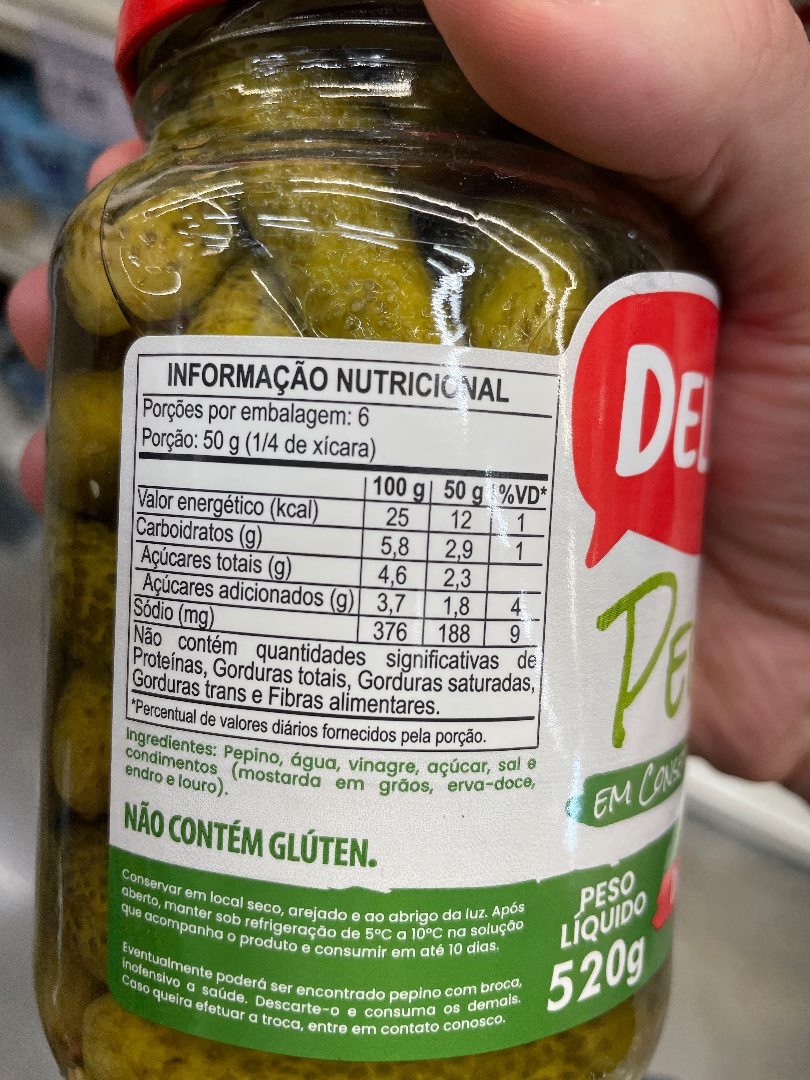 INFORMAÇÃO NUTRICIONAL
Porções por embalagem: 6
Porção: 50 g (1/4 de xícara)
100 g 50 g %VD*
Valor energético (kcal) 25 12 1
Carboidratos (g) 5,8 2,9 1
Açúcares totais (g) 4,6 2,3
Açúcares adicionados (g) 3,7 1,8 4
Sódio (mg) 376 188 9
Não contém quantidades significativas de
Proteínas, Gorduras totais, Gorduras saturadas,
Gorduras trans e Fibras alimentares.
*Percentual de valores diários fornecidos pela porção.
Ingredientes: Pepino, água, vinagre, açúcar, sal e
condimentos (mostarda em grãos, erva-doce,
endro e louro).
NÃO CONTÉM GLÚTEN.
Conservar em local seco, arejado e ao abrigo da luz. Após
aberto, manter sob refrigeração de 5ºC a 10ºC na solução
que acompanha o produto e consumir em até 10 dias.
Eventualmente poderá ser encontrado pepino com broca,
inofensivo a saúde. Descarte-o e consuma os demais.
Caso queira efetuar a troca, entre em contato conosco.
DEL
PE
EM CONS
PESO
LÍQUIDO
520g